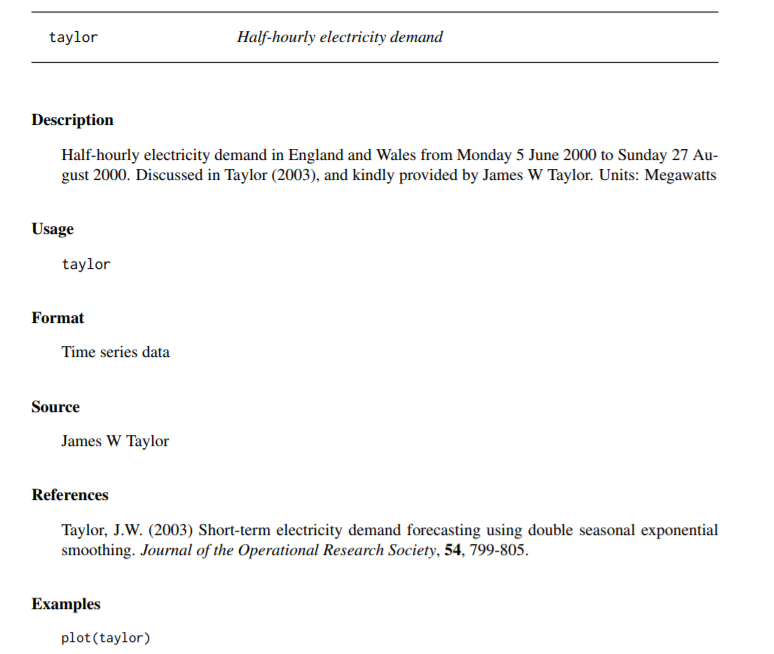 taylor Half-hourly electricity demand
Description
Half-hourly electricity demand in England and Wales from Monday 5 June 2000 to Sunday 27 Au-
gust 2000. Discussed in Taylor (2003), and kindly provided by James W Taylor. Units: Megawatts
Usage
taylor
Format
Time series data
Source
James W Taylor
References
Taylor, J.W. (2003) Short-term electricity demand forecasting using double seasonal exponential
smoothing. Journal of the Operational Research Society, 54, 799-805.
Examples
plot(taylor)